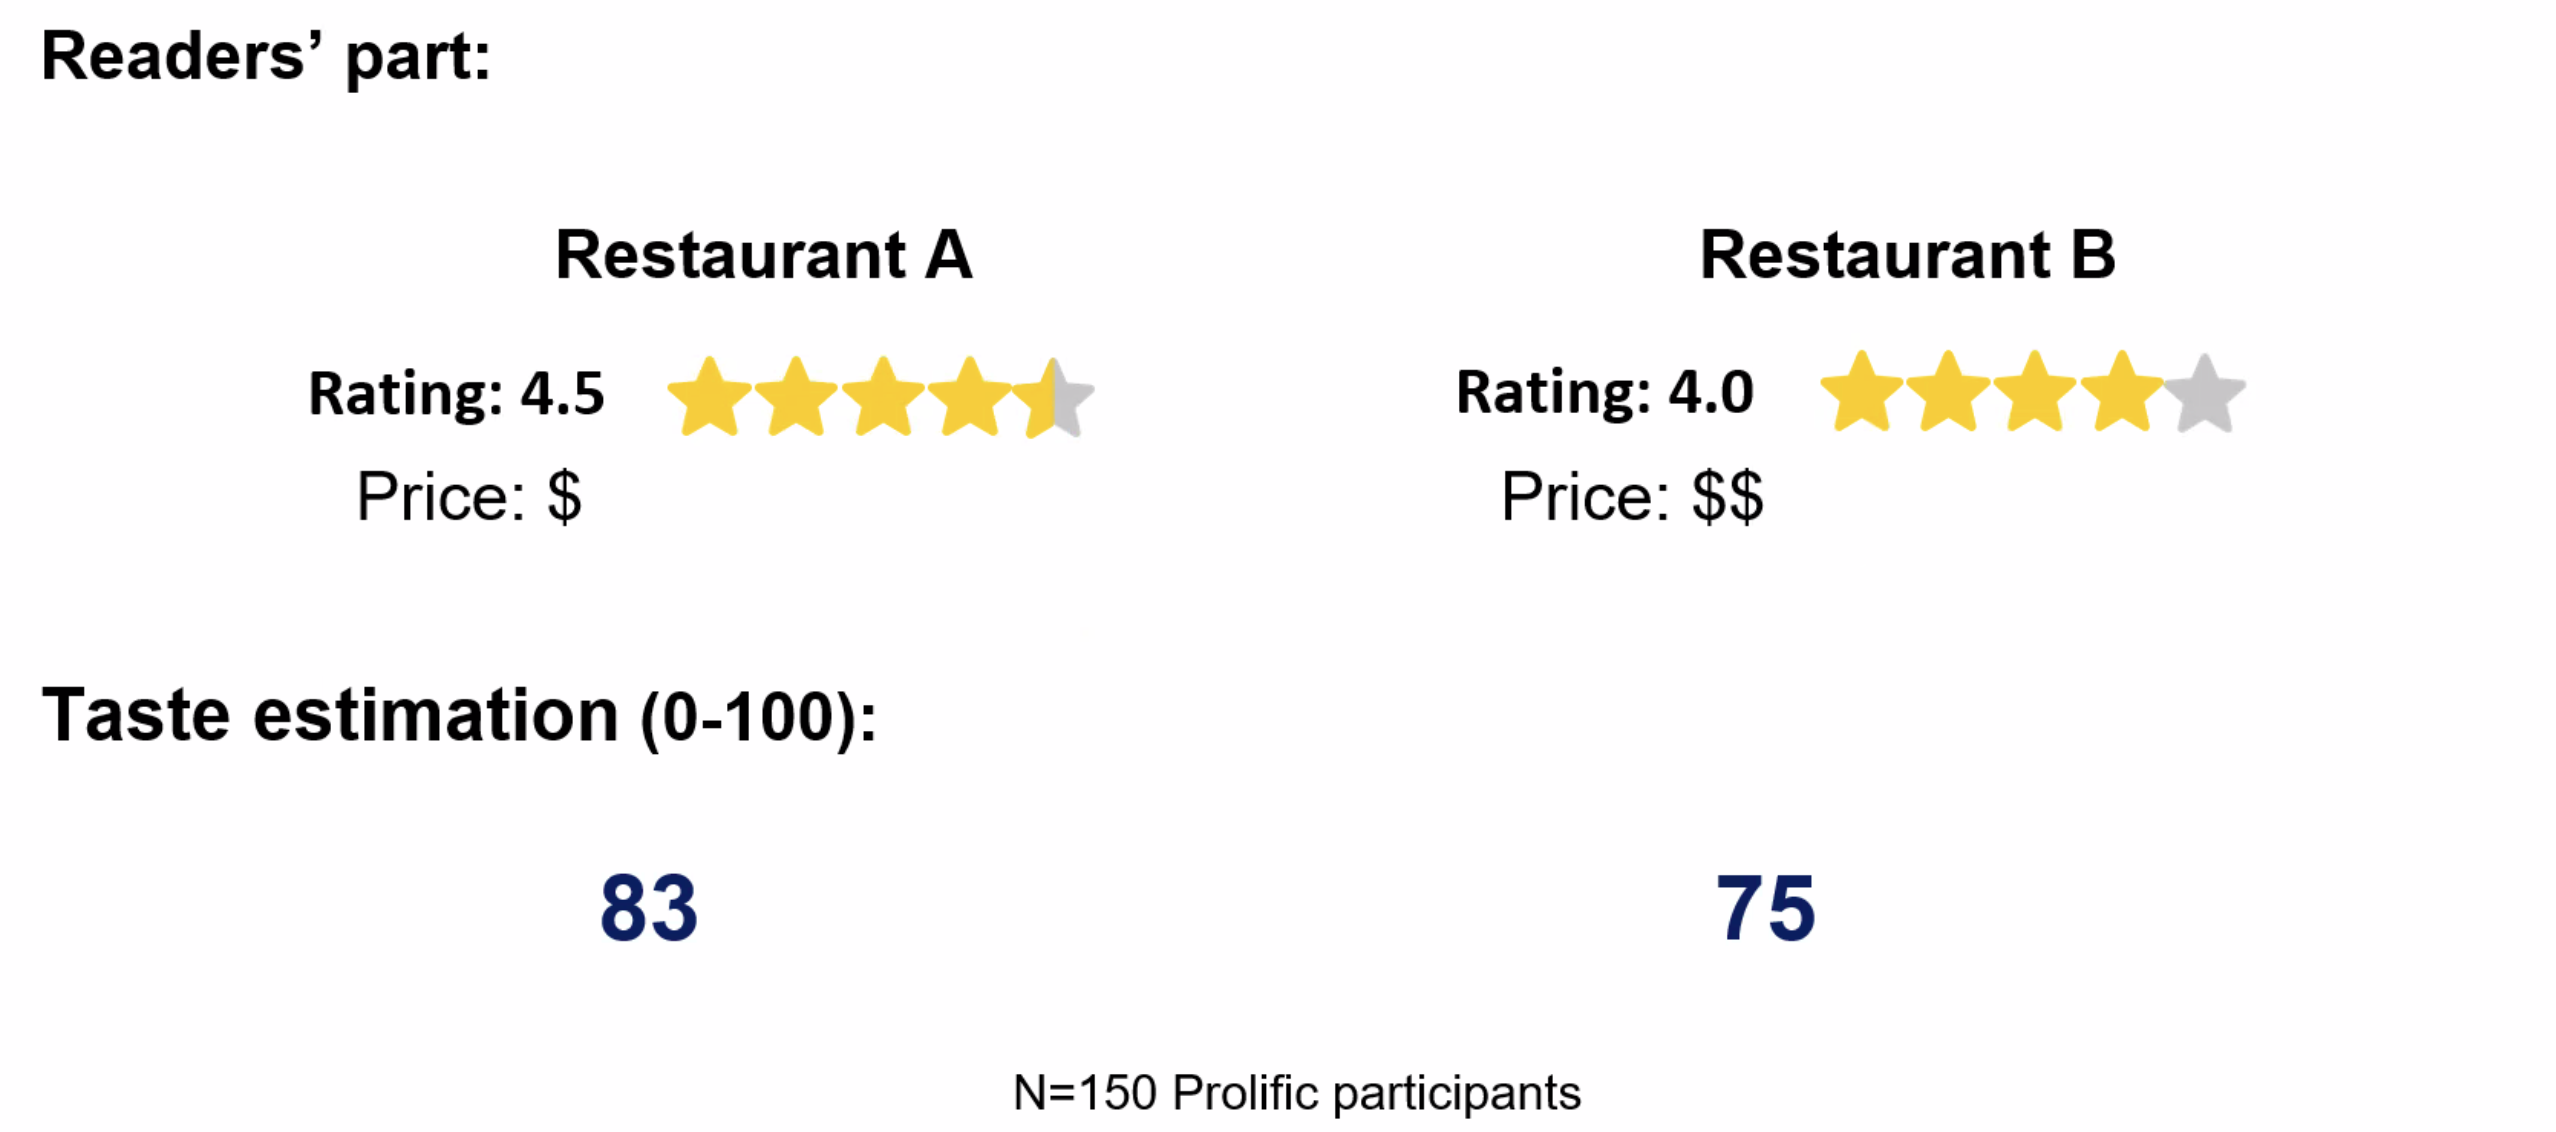 Readers’ part:
Restaurant A
Restaurant B
Rating: 4.5
Rating: 4.0
Price: $
Price: $$
Taste estimation (0-100):
83
75
N=150 Prolific participants